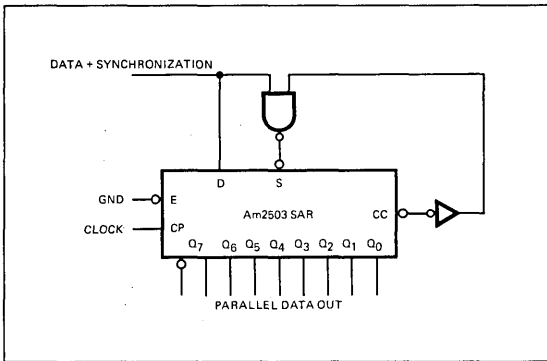 DATA + SYNCHRONIZATION
D S
GND E
Am2503 SAR CC
CLOCK CP
Q7 Q6 Q5 Q4 Q3 Q2 Q1 Q0
PARALLEL DATA OUT